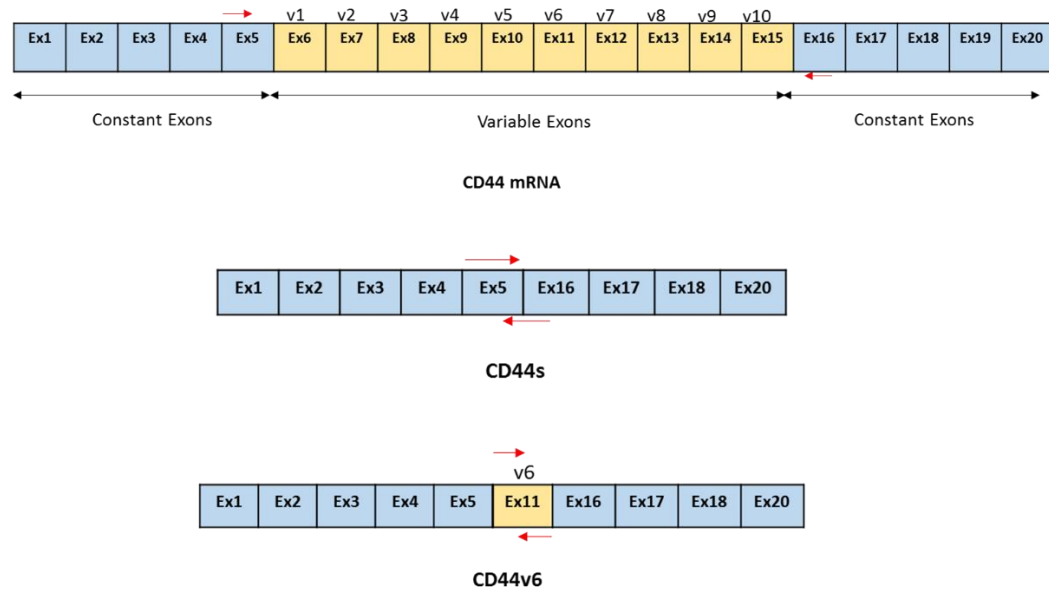 v1 v2 v3 v4 v5 v6 v7 v8 v9 v10
Ex1 Ex2 Ex3 Ex4 Ex5 Ex6 Ex7 Ex8 Ex9 Ex10 Ex11 Ex12 Ex13 Ex14 Ex15 Ex16 Ex17 Ex18 Ex19 Ex20
Constant Exons Variable Exons Constant Exons
CD44 mRNA
Ex1 Ex2 Ex3 Ex4 Ex5 Ex16 Ex17 Ex18 Ex20
CD44s
v6
Ex1 Ex2 Ex3 Ex4 Ex5 Ex11 Ex16 Ex17 Ex18 Ex20
CD44v6